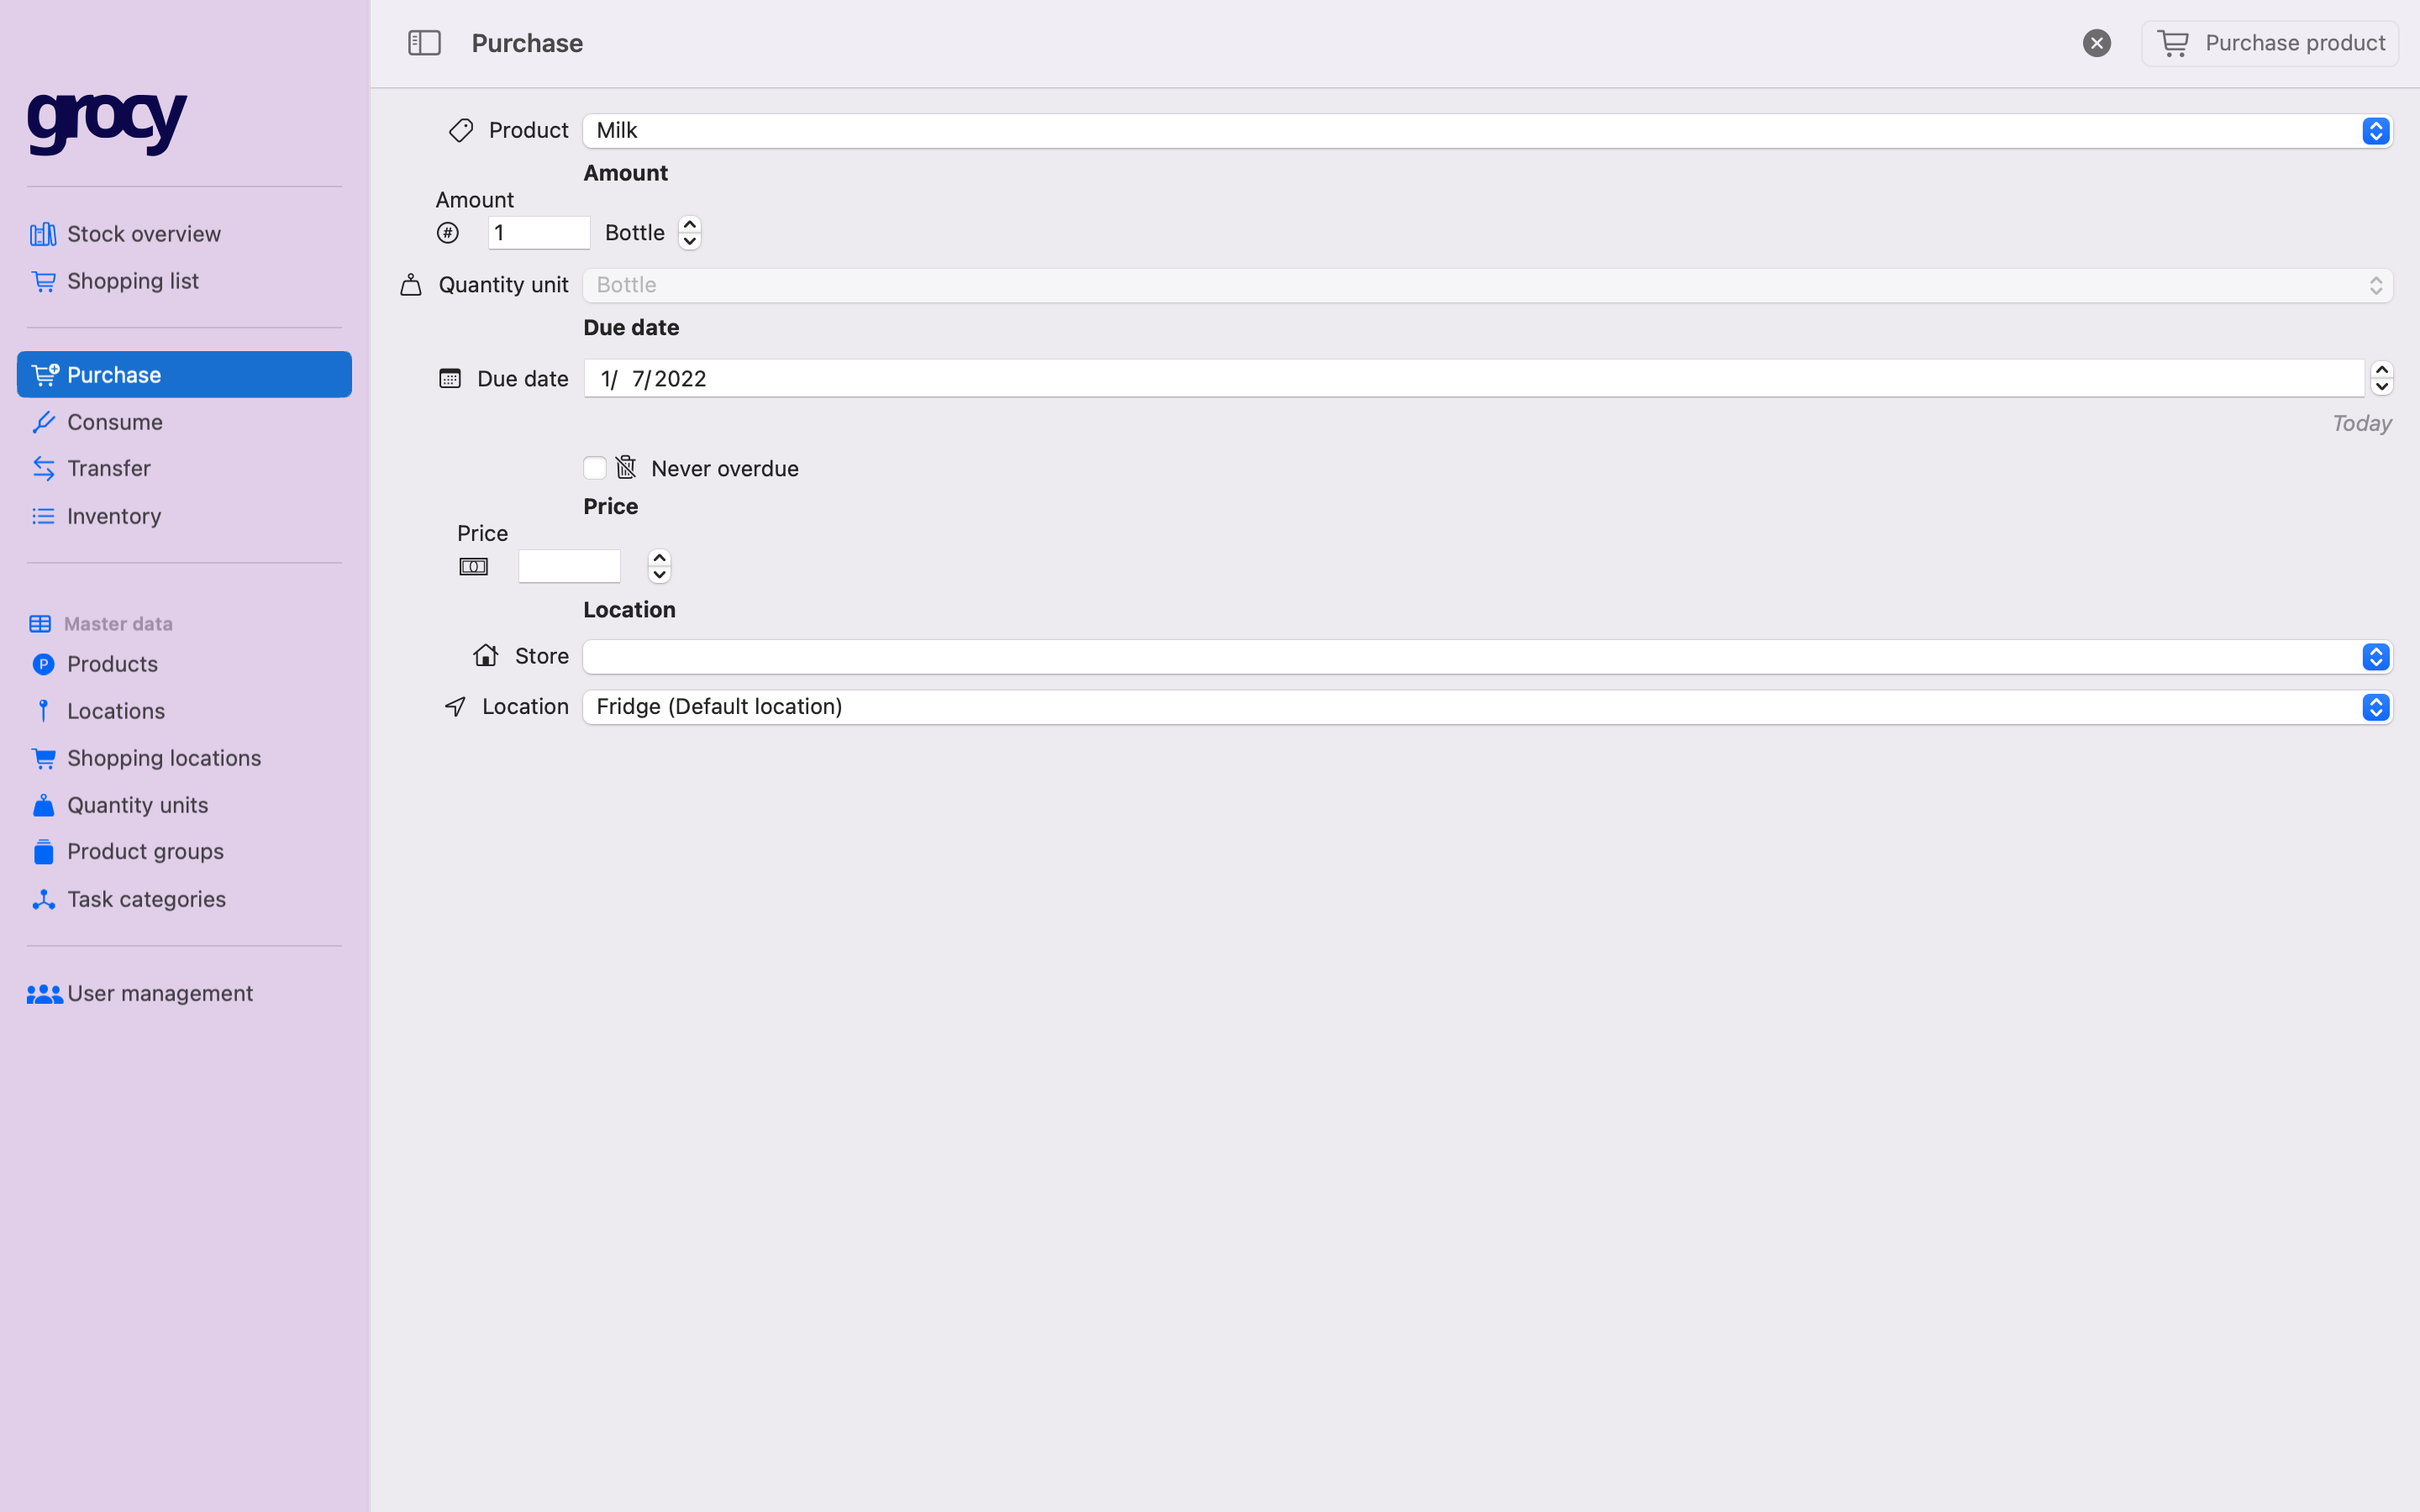 grocy
Stock overview
Shopping list
Purchase
Consume
Transfer
Inventory
Master data
P Products
Locations
Shopping locations
Quantity units
Product groups
Task categories
User management
Purchase
Purchase product
Product Milk
Amount
Amount
# 1 Bottle
Quantity unit Bottle
Due date
Due date 1/ 7/2022
Today
Never overdue
Price
Price
Location
Store
Location Fridge (Default location)